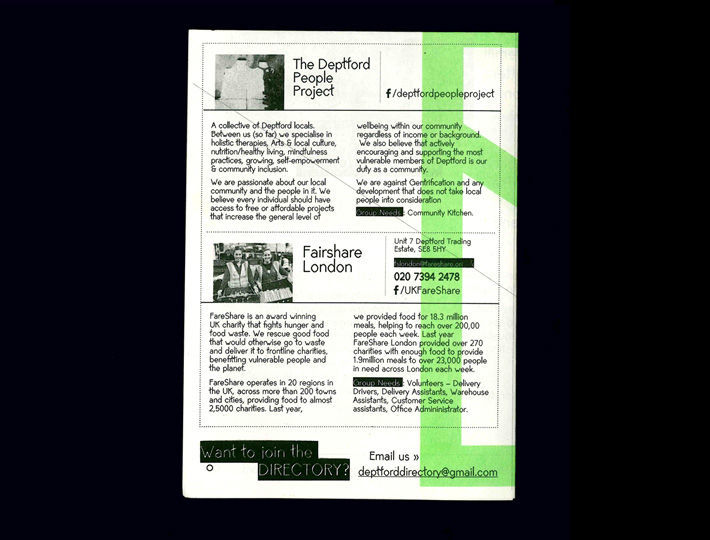 The Deptford
People
Project
f/deptfordpeopleproject
A collective of Deptford locals.
Between us (so far) we specialise in
holistic therapies, Arts & local culture,
nutrition/healthy living, mindfulness
practices, growing, self-empowerment
& community inclusion.
We are passionate about our local
community and the people in it. We
believe every individual should have
access to free or affordable projects
that increase the general level of
wellbeing within our community
regardless of income or background.
We also believe that actively
encouraging and supporting the most
vulnerable members of Deptford is our
duty as a community.
We are against Gentrification and any
development that does not take local
people into consideration
Group Needs : Community Kitchen.
Fairshare
London
Unit 7 Deptford Trading
Estate, SE8 5HY
020 7394 2478
f/UKFareShare
FareShare is an award winning
UK charity that fights hunger and
food waste. We rescue good food
that would otherwise go to waste
and deliver it to frontline charities,
benefitting vulnerable people and
the planet.
FareShare operates in 20 regions in
the UK, across more than 200 towns
and cities, providing food to almost
2,5000 charities. Last year,
we provided food for 18.3 million
meals, helping to reach over 200,00
people each week. Last year
FareShare London provided over 270
charities with enough food to provide
1.9million meals to over 23,000 people
in need across London each week.
Group Needs : Volunteers – Delivery
Drivers, Delivery Assistants, Warehouse
Assistants, Customer Service
assistants, Office Admininistrator.
Want to join the
DIRECTORY?
Email us »
deptforddirectory@gmail.com